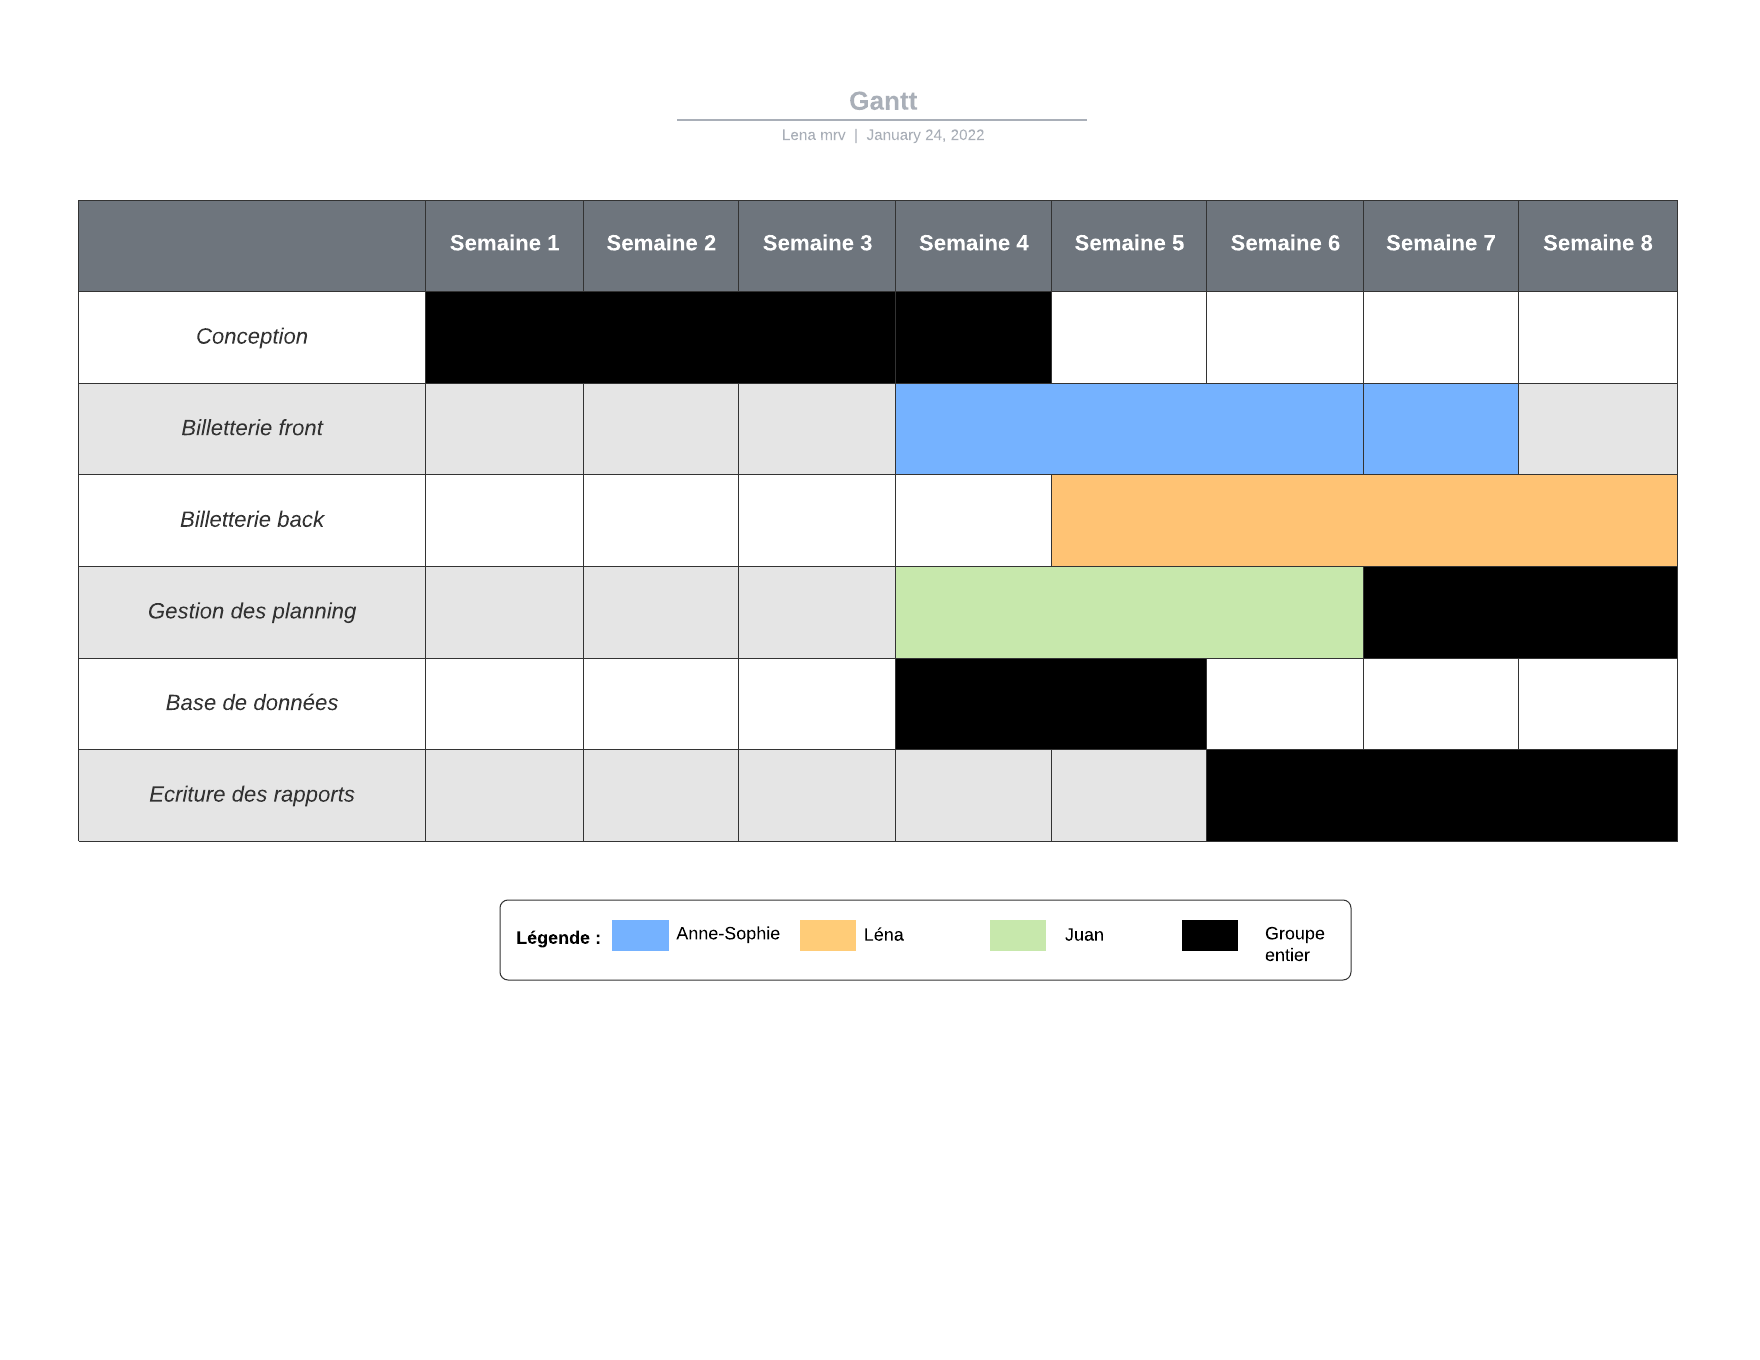 Gantt
Lena mrv | January 24, 2022
Semaine 1 Semaine 2 Semaine 3 Semaine 4 Semaine 5 Semaine 6 Semaine 7 Semaine 8
Conception
Billetterie front
Billetterie back
Gestion des planning
Base de données
Ecriture des rapports
Légende : Anne-Sophie Léna Juan Groupe
entier